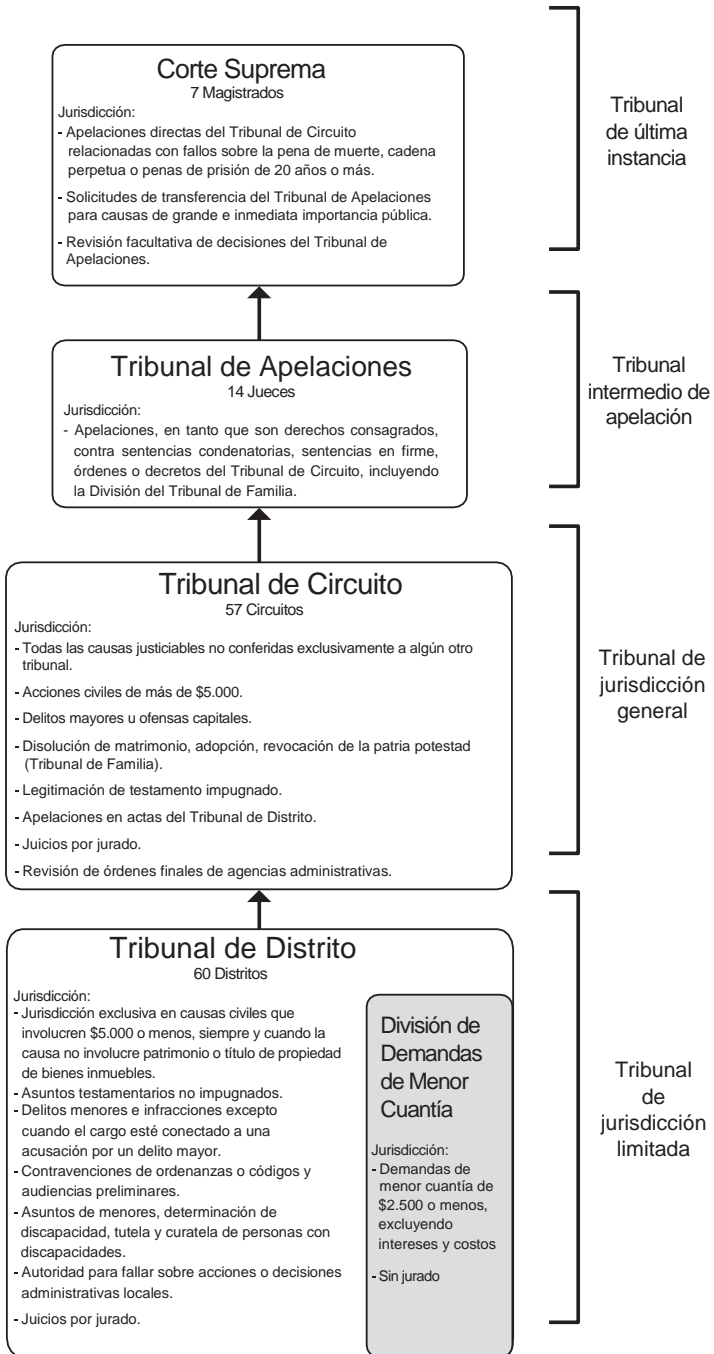 Corte Suprema
7 Magistrados
Jurisdicción:
- Apelaciones directas del Tribunal de Circuito
relacionadas con fallos sobre la pena de muerte, cadena
perpetua o penas de prisión de 20 años o más.
- Solicitudes de transferencia del Tribunal de Apelaciones
para causas de grande e inmediata importancia pública.
- Revisión facultativa de decisiones del Tribunal de
Apelaciones.
Tribunal
de última
instancia
Tribunal de Apelaciones
14 Jueces
Jurisdicción:
- Apelaciones, en tanto que son derechos consagrados,
contra sentencias condenatorias, sentencias en firme,
órdenes o decretos del Tribunal de Circuito, incluyendo
la División del Tribunal de Familia.
Tribunal
intermedio de
apelación
Tribunal de Circuito
57 Circuitos
Jurisdicción:
- Todas las causas justiciables no conferidas exclusivamente a algún otro
tribunal.
- Acciones civiles de más de $5.000.
- Delitos mayores u ofensas capitales.
- Disolución de matrimonio, adopción, revocación de la patria potestad
(Tribunal de Familia).
- Legitimación de testamento impugnado.
- Apelaciones en actas del Tribunal de Distrito.
- Juicios por jurado.
- Revisión de órdenes finales de agencias administrativas.
Tribunal de
jurisdicción
general
Tribunal de Distrito
60 Distritos
Jurisdicción:
- Jurisdicción exclusiva en causas civiles que
involucren $5.000 o menos, siempre y cuando la
causa no involucre patrimonio o título de propiedad
de bienes inmuebles.
- Asuntos testamentarios no impugnados.
- Delitos menores e infracciones excepto
cuando el cargo esté conectado a una
acusación por un delito mayor.
- Contravenciones de ordenanzas o códigos y
audiencias preliminares.
- Asuntos de menores, determinación de
discapacidad, tutela y curatela de personas con
discapacidades.
- Autoridad para fallar sobre acciones o decisiones
administrativas locales.
- Juicios por jurado.
División de
Demandas
de Menor
Cuantía
Jurisdicción:
- Demandas de
menor cuantía de
$2.500 o menos,
excluyendo
intereses y costos
- Sin jurado
Tribunal
de
jurisdicción
limitada